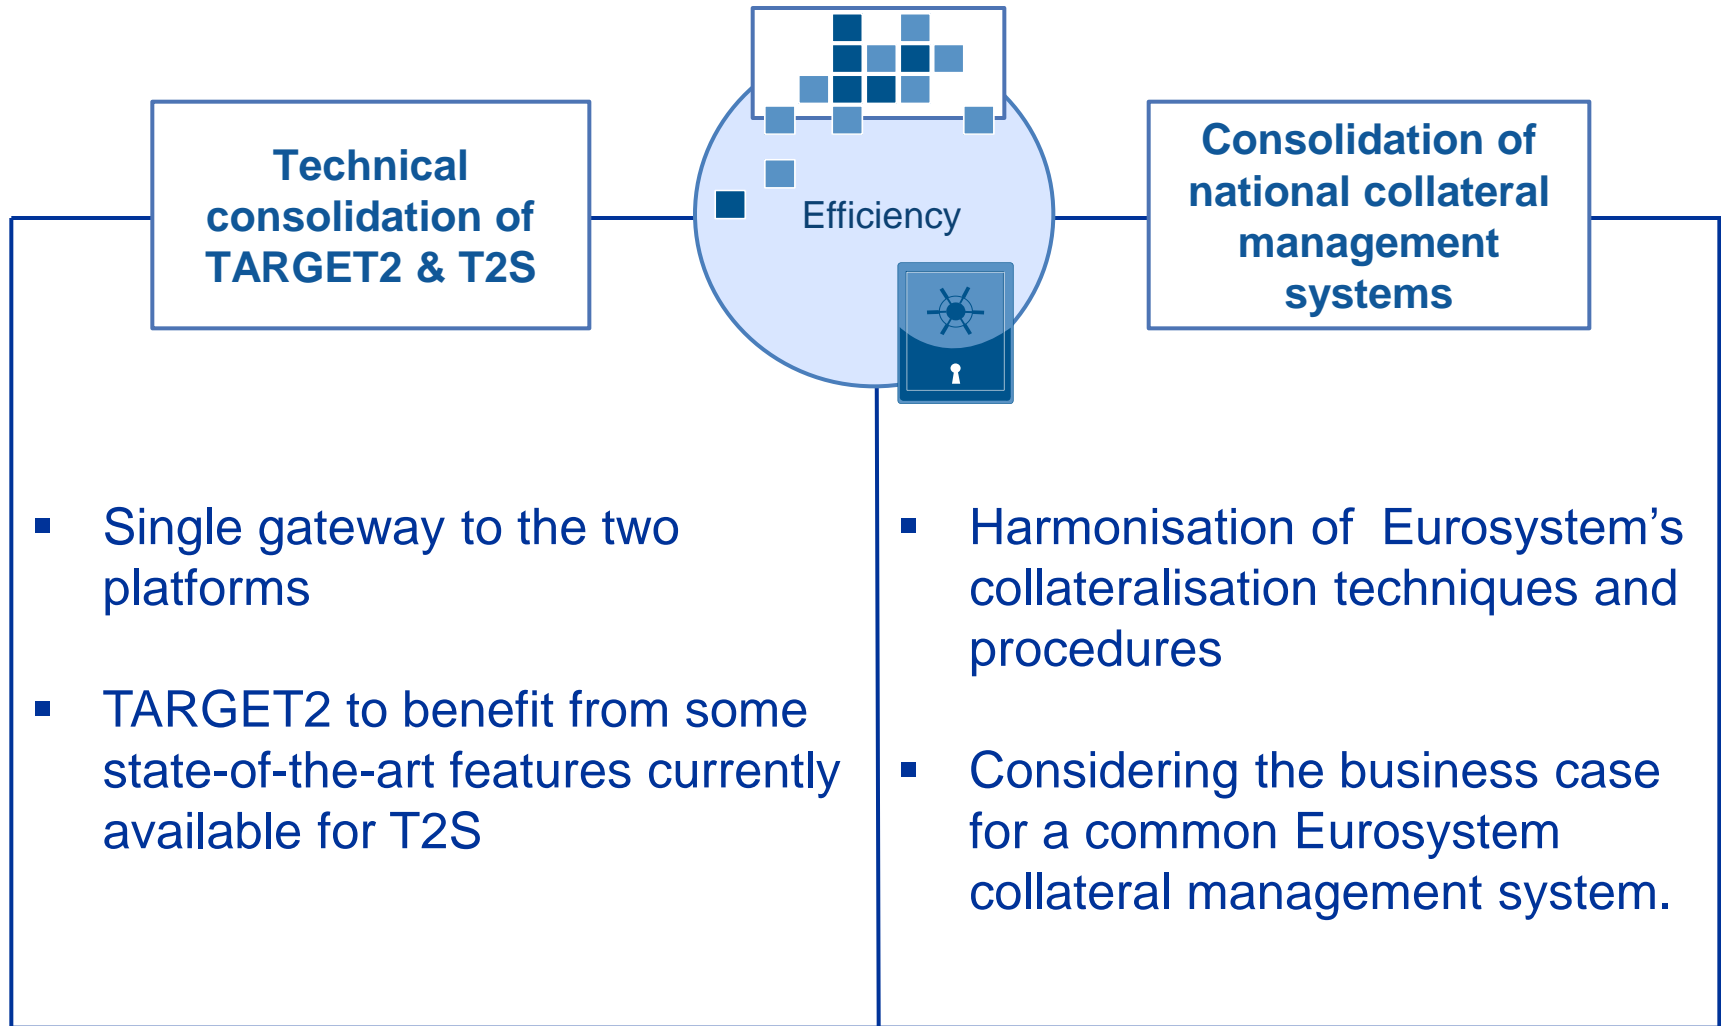 Technical
consolidation of
TARGET2 & T2S
Efficiency
Consolidation of
national collateral
management
systems
▪ Single gateway to the two
platforms
▪ TARGET2 to benefit from some
state-of-the-art features currently
available for T2S
▪ Harmonisation of  Eurosystem’s
collateralisation techniques and
procedures
▪ Considering the business case
for a common Eurosystem
collateral management system.